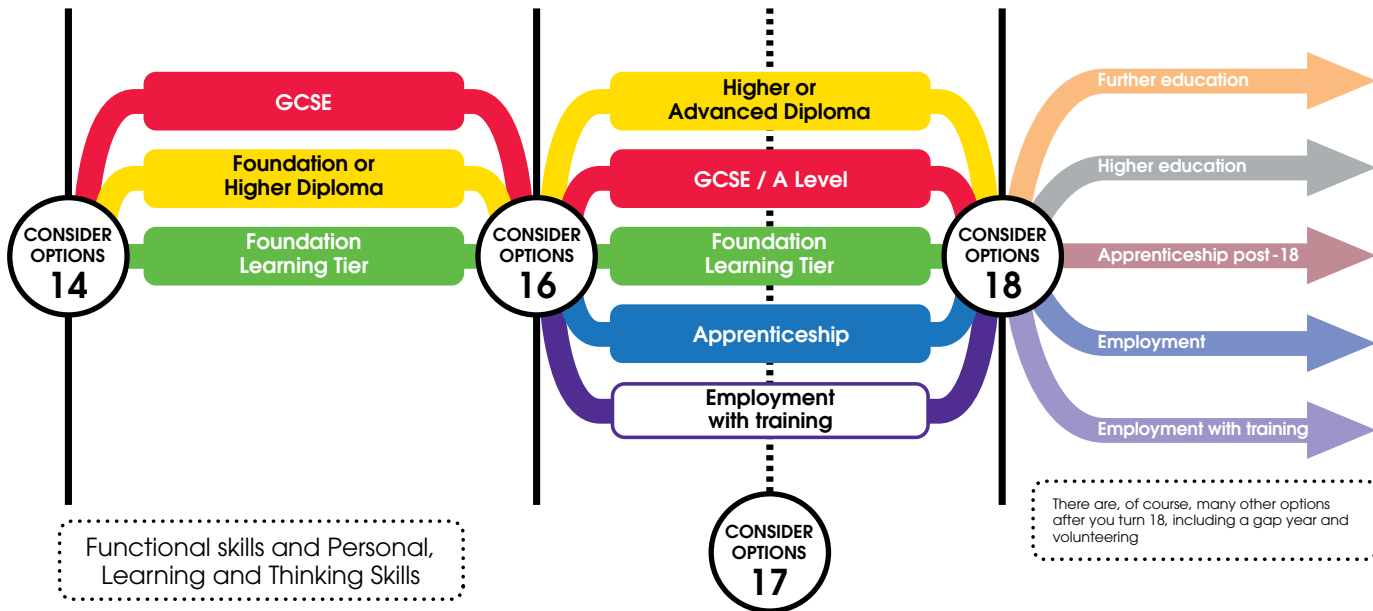 CONSIDER
OPTIONS
14
GCSE
Foundation or
Higher Diploma
Foundation
Learning Tier
CONSIDER
OPTIONS
16
Higher or
Advanced Diploma
GCSE / A Level
Foundation
Learning Tier
Apprenticeship
Employment
with training
CONSIDER
OPTIONS
17
CONSIDER
OPTIONS
18
Further education
Higher education
Apprenticeship post-18
Employment
Employment with training
Functional skills and Personal,
Learning and Thinking Skills
There are, of course, many other options
after you turn 18, including a gap year and
volunteering